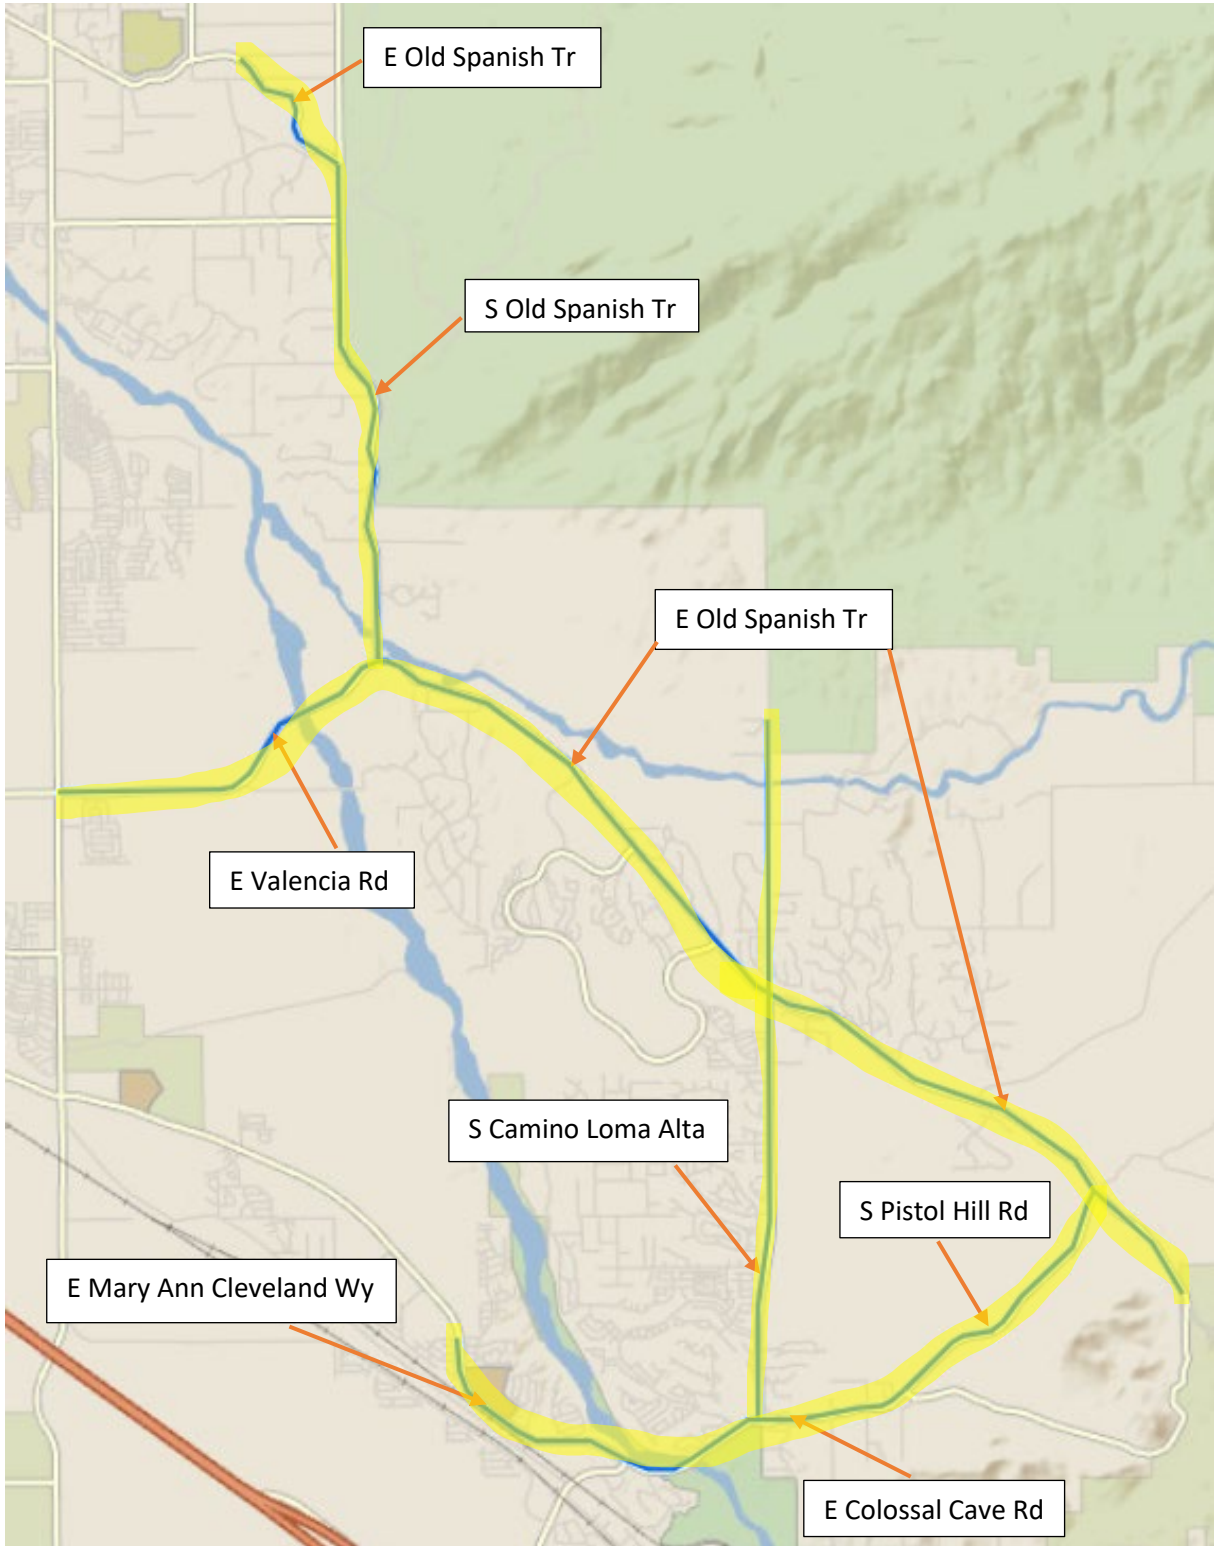 E Old Spanish Tr
S Old Spanish Tr
E Old Spanish Tr
E Valencia Rd
S Camino Loma Alta
S Pistol Hill Rd
E Mary Ann Cleveland Wy
E Colossal Cave Rd